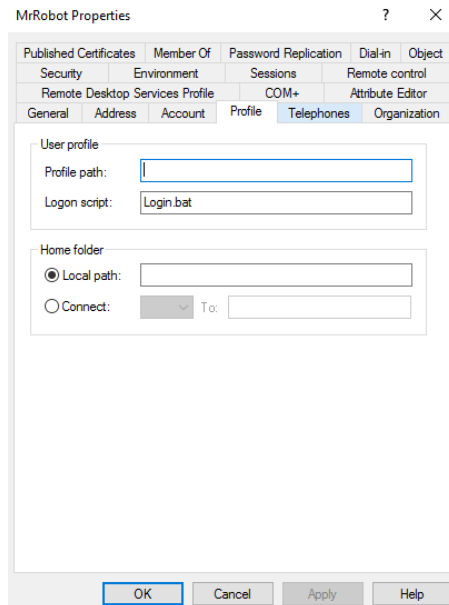 MrRobot Properties ? ×
Published Certificates Member Of Password Replication Dial-in Object
Security Environment Sessions Remote control
Remote Desktop Services Profile COM+ Attribute Editor
General Address Account Profile Telephones Organization
User profile
Profile path:
Logon script: Login.bat
Home folder
Local path:
Connect: To:
OK Cancel Apply Help